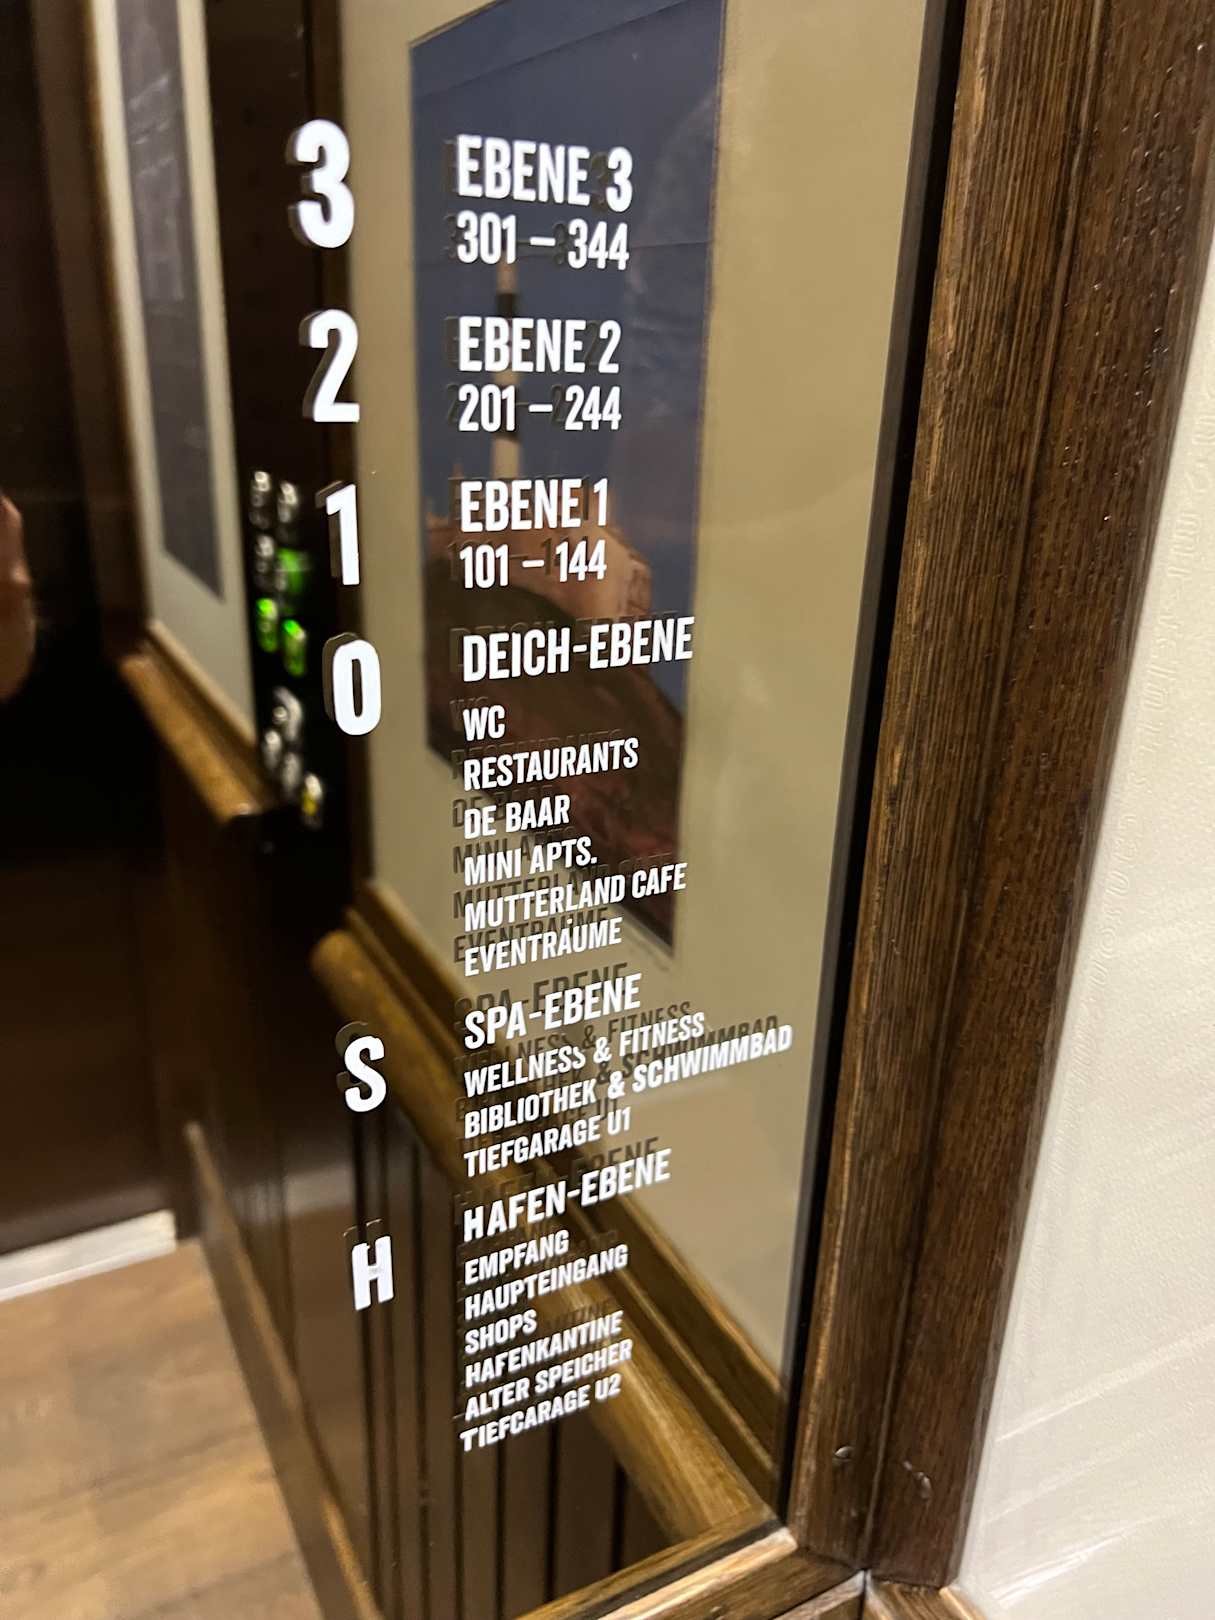 3 EBENE 3
301 – 344
2 EBENE 2
201 – 244
1 EBENE 1
101 – 144
0 DEICH-EBENE
WC
RESTAURANTS
DE BAAR
MINI APTS.
MUTTERLAND CAFE
EVENTRÄUME
S SPA-EBENE
WELLNESS & FITNESS
BIBLIOTHEK & SCHWIMMBAD
TIEFGARAGE U1
H HAFEN-EBENE
EMPFANG
HAUPTEINGANG
SHOPS
HAFENKANTINE
ALTER SPEICHER
TIEFGARAGE U2